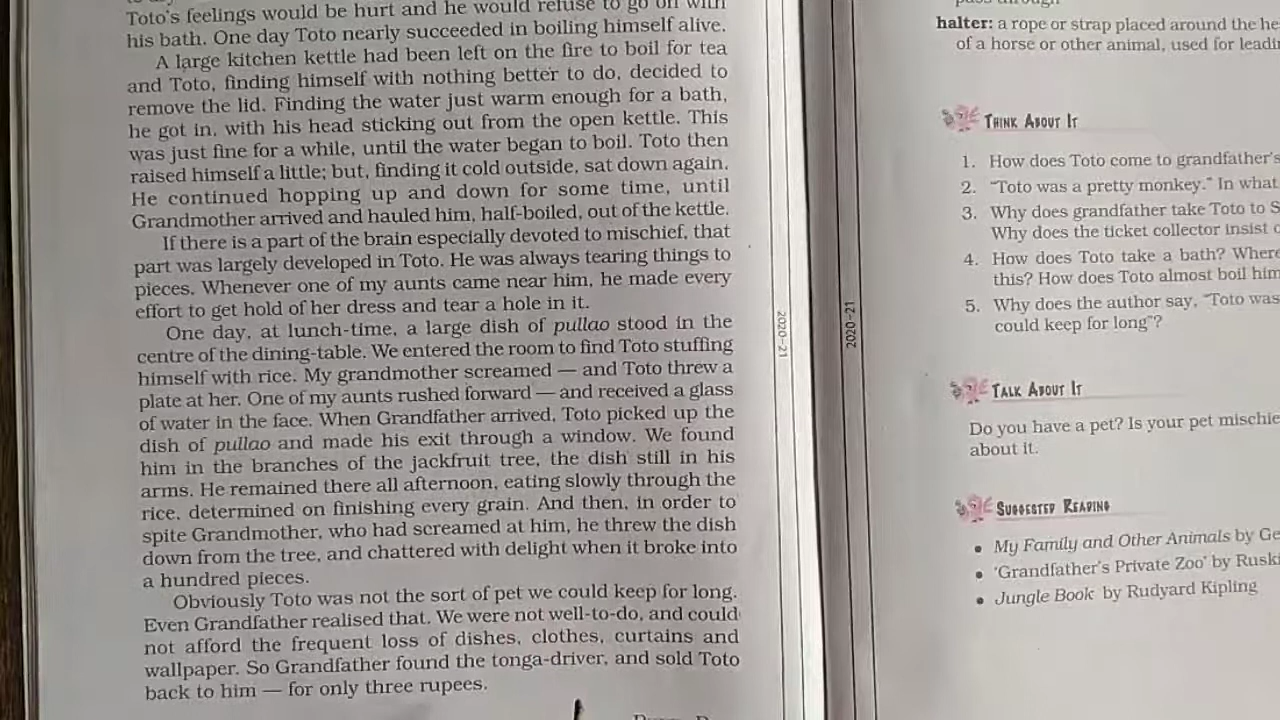 Toto's feelings would be hurt and he would refuse to go on with
his bath. One day Toto nearly succeeded in boiling himself alive.
A large kitchen kettle had been left on the fire to boil for tea
and Toto, finding himself with nothing better to do, decided to
remove the lid. Finding the water just warm enough for a bath,
he got in, with his head sticking out from the open kettle. This
was just fine for a while, until the water began to boil. Toto then
raised himself a little; but, finding it cold outside, sat down again.
He continued hopping up and down for some time, until
Grandmother arrived and hauled him, half-boiled, out of the kettle.
If there is a part of the brain especially devoted to mischief, that
part was largely developed in Toto. He was always tearing things to
pieces. Whenever one of my aunts came near him, he made every
effort to get hold of her dress and tear a hole in it.
One day, at lunch-time, a large dish of pullao stood in the
centre of the dining-table. We entered the room to find Toto stuffing
himself with rice. My grandmother screamed — and Toto threw a
plate at her. One of my aunts rushed forward — and received a glass
of water in the face. When Grandfather arrived, Toto picked up the
dish of pullao and made his exit through a window. We found
him in the branches of the jackfruit tree, the dish still in his
arms. He remained there all afternoon, eating slowly through the
rice, determined on finishing every grain. And then, in order to
spite Grandmother, who had screamed at him, he threw the dish
down from the tree, and chattered with delight when it broke into
a hundred pieces.
Obviously Toto was not the sort of pet we could keep for long.
Even Grandfather realised that. We were not well-to-do, and could
not afford the frequent loss of dishes, clothes, curtains and
wallpaper. So Grandfather found the tonga-driver, and sold Toto
back to him — for only three rupees.
2020-21
2020-21
halter: a rope or strap placed around the he
of a horse or other animal, used for leadi
THINK ABOUT IT
1. How does Toto come to grandfather's
2. "Toto was a pretty monkey." In what
3. Why does grandfather take Toto to S
Why does the ticket collector insist o
4. How does Toto take a bath? Where
this? How does Toto almost boil him
5. Why does the author say, "Toto was
could keep for long"?
TALK ABOUT IT
Do you have a pet? Is your pet mischie
about it.
SUGGESTED READING
• My Family and Other Animals by Ge
• 'Grandfather's Private Zoo' by Ruski
• Jungle Book by Rudyard Kipling